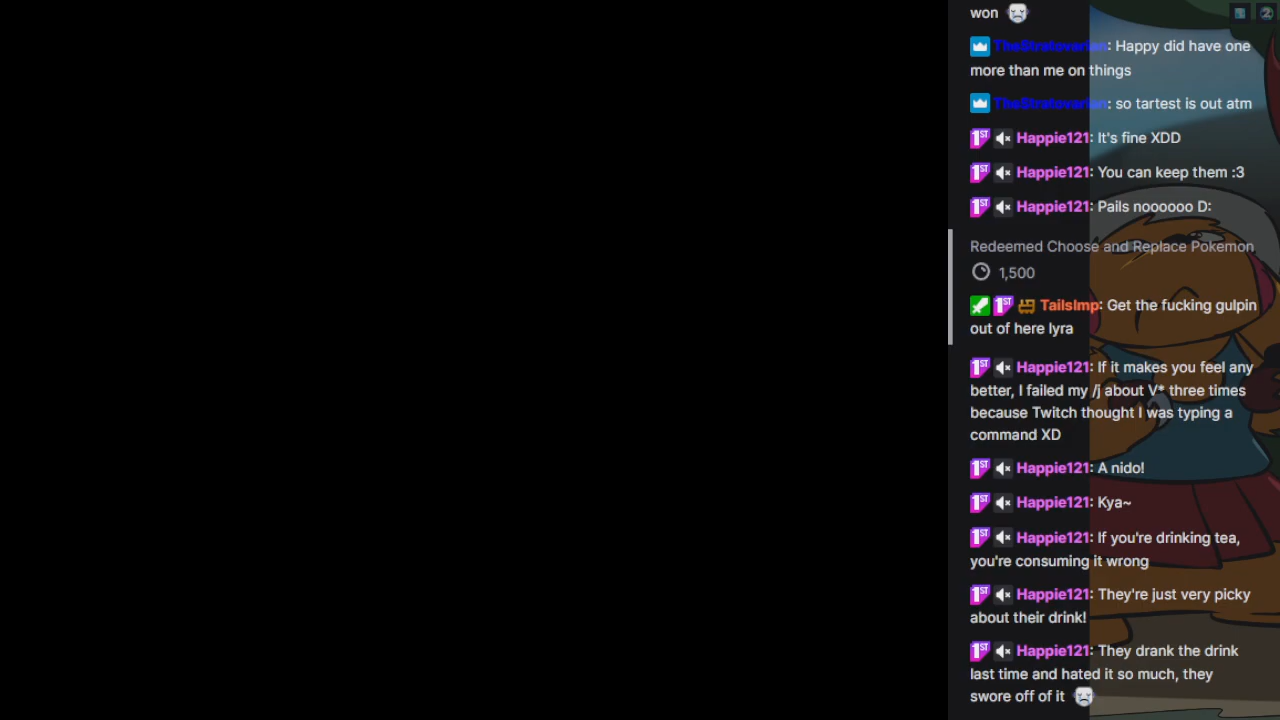 won
TheStratovarian: Happy did have one
more than me on things
TheStratovarian: so tartest is out atm
Happie121: It's fine XDD
Happie121: You can keep them :3
Happie121: Pails noooooo D:
Redeemed Choose and Replace Pokemon
1,500
TailsImp: Get the fucking gulpin
out of here lyra
Happie121: If it makes you feel any
better, I failed my /j about V* three times
because Twitch thought I was typing a
command XD
Happie121: A nido!
Happie121: Kya~
Happie121: If you're drinking tea,
you're consuming it wrong
Happie121: They're just very picky
about their drink!
Happie121: They drank the drink
last time and hated it so much, they
swore off of it